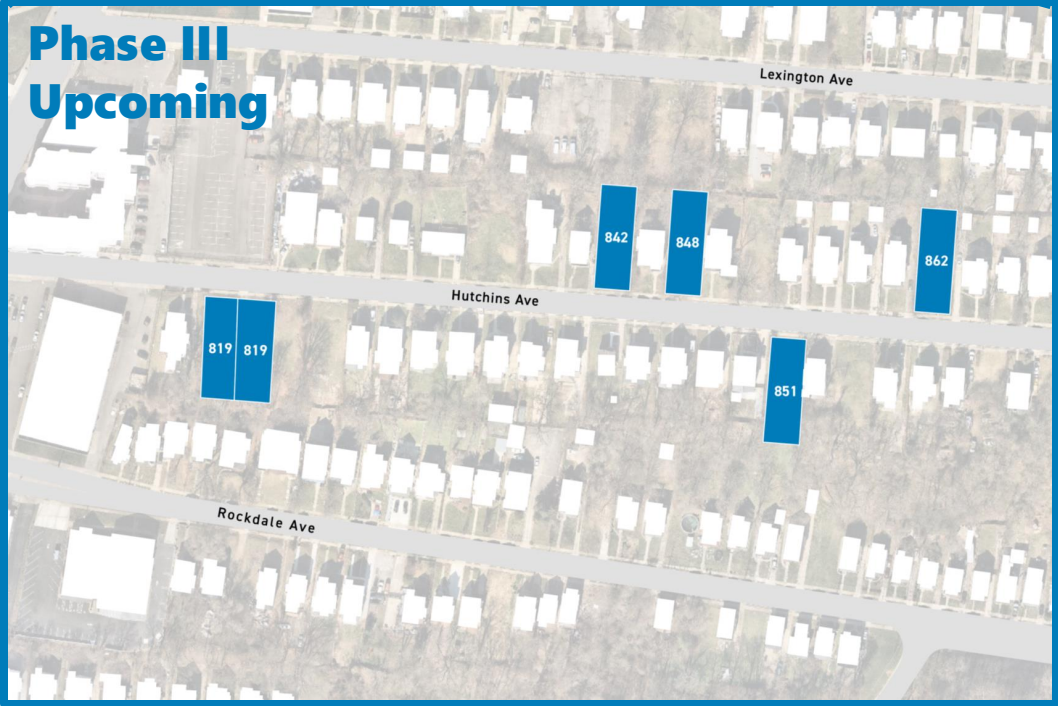 Phase III
Upcoming
Lexington Ave
842
848
862
Hutchins Ave
819
819
851
Rockdale Ave